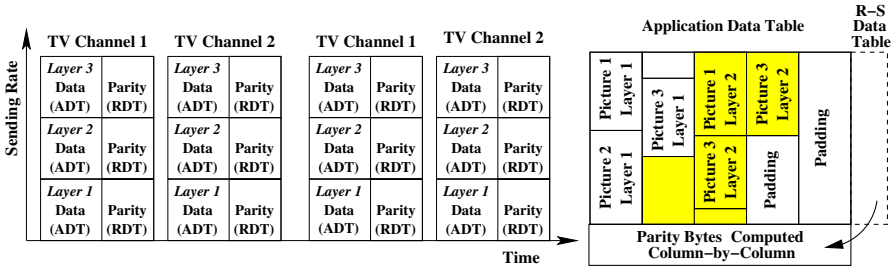 TV Channel 1
TV Channel 2
TV Channel 1
TV Channel 2
Sending Rate
Layer 3
Data
(ADT)
Parity
(RDT)
Layer 3
Data
(ADT)
Parity
(RDT)
Layer 3
Data
(ADT)
Parity
(RDT)
Layer 3
Data
(ADT)
Parity
(RDT)
Layer 2
Data
(ADT)
Parity
(RDT)
Layer 2
Data
(ADT)
Parity
(RDT)
Layer 2
Data
(ADT)
Parity
(RDT)
Layer 2
Data
(ADT)
Parity
(RDT)
Layer 1
Data
(ADT)
Parity
(RDT)
Layer 1
Data
(ADT)
Parity
(RDT)
Layer 1
Data
(ADT)
Parity
(RDT)
Layer 1
Data
(ADT)
Parity
(RDT)
Time
Application Data Table
R-S
Data
Table
Picture 1
Layer 1
Picture 2
Layer 1
Picture 3
Layer 1
Picture 1
Layer 2
Picture 3
Layer 2
Picture 3
Layer 2
Padding
Padding
Parity Bytes Computed
Column-by-Column